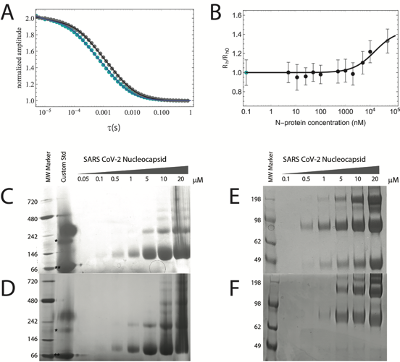 A
normalized amplitude
2.0
1.8
1.6
1.4
1.2
1.0
10⁻⁵ 10⁻⁴ 0.001 0.01 0.1 1
τ(s)
B
Rₕ/Rₕ₀
1.6
1.4
1.2
1.0
0.8
0.1 1 10 100 1000 10⁴ 10⁵
N-protein concentration (nM)
C
MW Marker
Custom Std
SARS CoV-2 Nucleocapsid
0.05 0.1 0.5 1 5 10 20 μM
720
480
242
146
66
D
720
480
242
146
66
E
MW Marker
SARS CoV-2 Nucleocapsid
0.1 0.5 1 5 10 20 μM
198
98
62
49
F
198
98
62
49